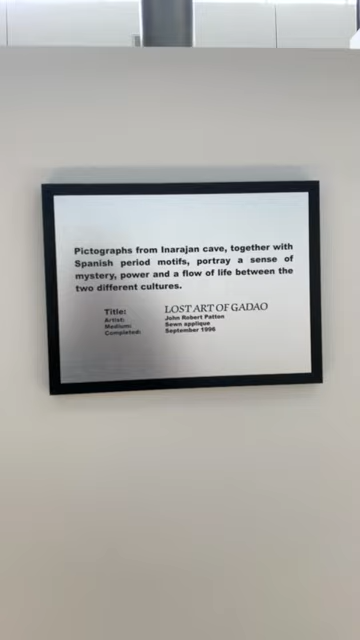 Pictographs from Inarajan cave, together with
Spanish period motifs, portray a sense of
mystery, power and a flow of life between the
two different cultures.
Title: LOST ART OF GADAO
Artist: John Robert Patton
Medium: Sewn applique
Completed: September 1996